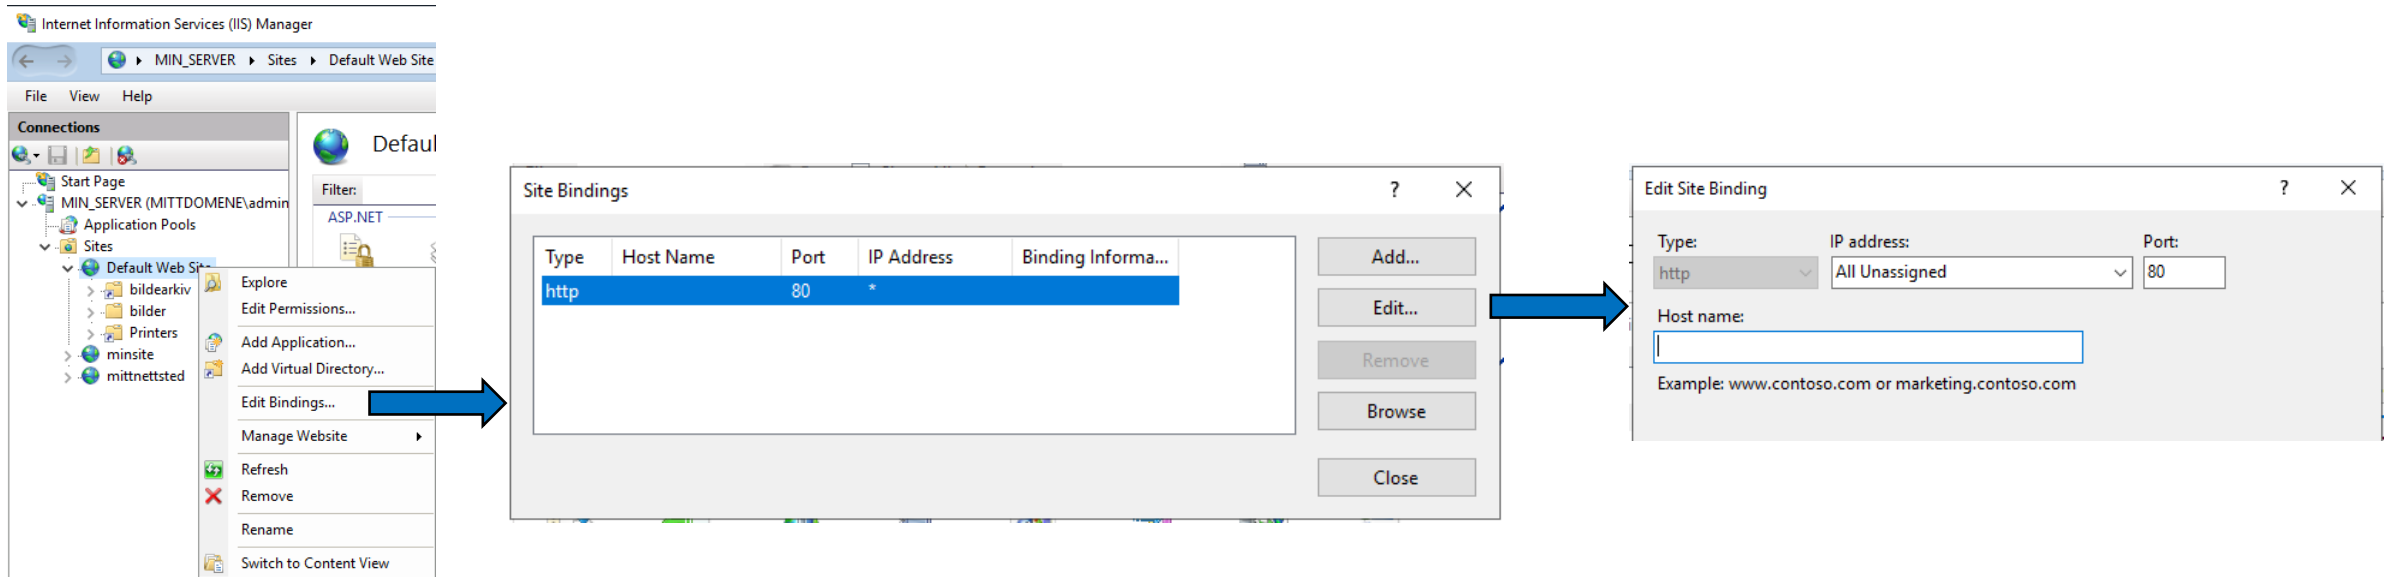 Internet Information Services (IIS) Manager
MIN_SERVER Sites Default Web Site
File View Help
Connections
Start Page
MIN_SERVER (MITTDOMENE\admin
Application Pools
Sites
Default Web Site
bildearkiv
bilder
Printers
minsite
mittnettsted
Defaul
Filter:
ASP.NET
Explore
Edit Permissions...
Add Application...
Add Virtual Directory...
Edit Bindings...
Manage Website
Refresh
Remove
Rename
Switch to Content View
Site Bindings ?
Type Host Name Port IP Address Binding Informa...
http 80 *
Add...
Edit...
Remove
Browse
Close
Edit Site Binding ?
Type: IP address: Port:
http All Unassigned 80
Host name:
Example: www.contoso.com or marketing.contoso.com